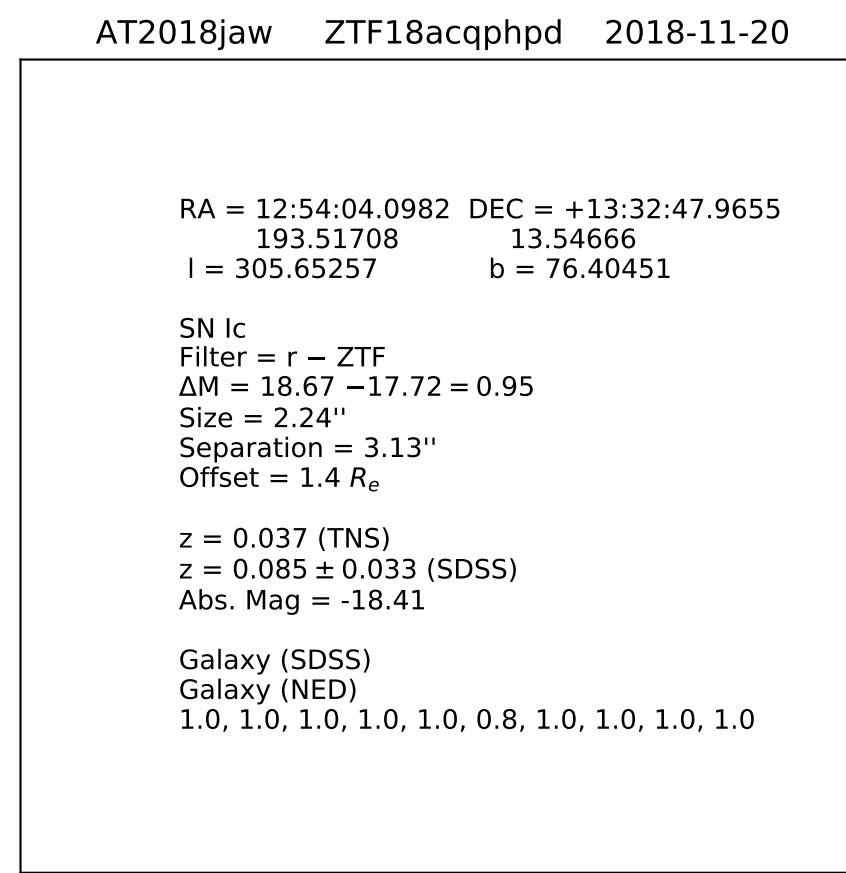 AT2018jaw ZTF18acqphpd 2018-11-20
RA = 12:54:04.0982 DEC = +13:32:47.9655
193.51708 13.54666
l = 305.65257 b = 76.40451
SN Ic
Filter = r − ZTF
ΔM = 18.67 −17.72 = 0.95
Size = 2.24''
Separation = 3.13''
Offset = 1.4 Rₑ
z = 0.037 (TNS)
z = 0.085 ± 0.033 (SDSS)
Abs. Mag = -18.41
Galaxy (SDSS)
Galaxy (NED)
1.0, 1.0, 1.0, 1.0, 1.0, 0.8, 1.0, 1.0, 1.0, 1.0